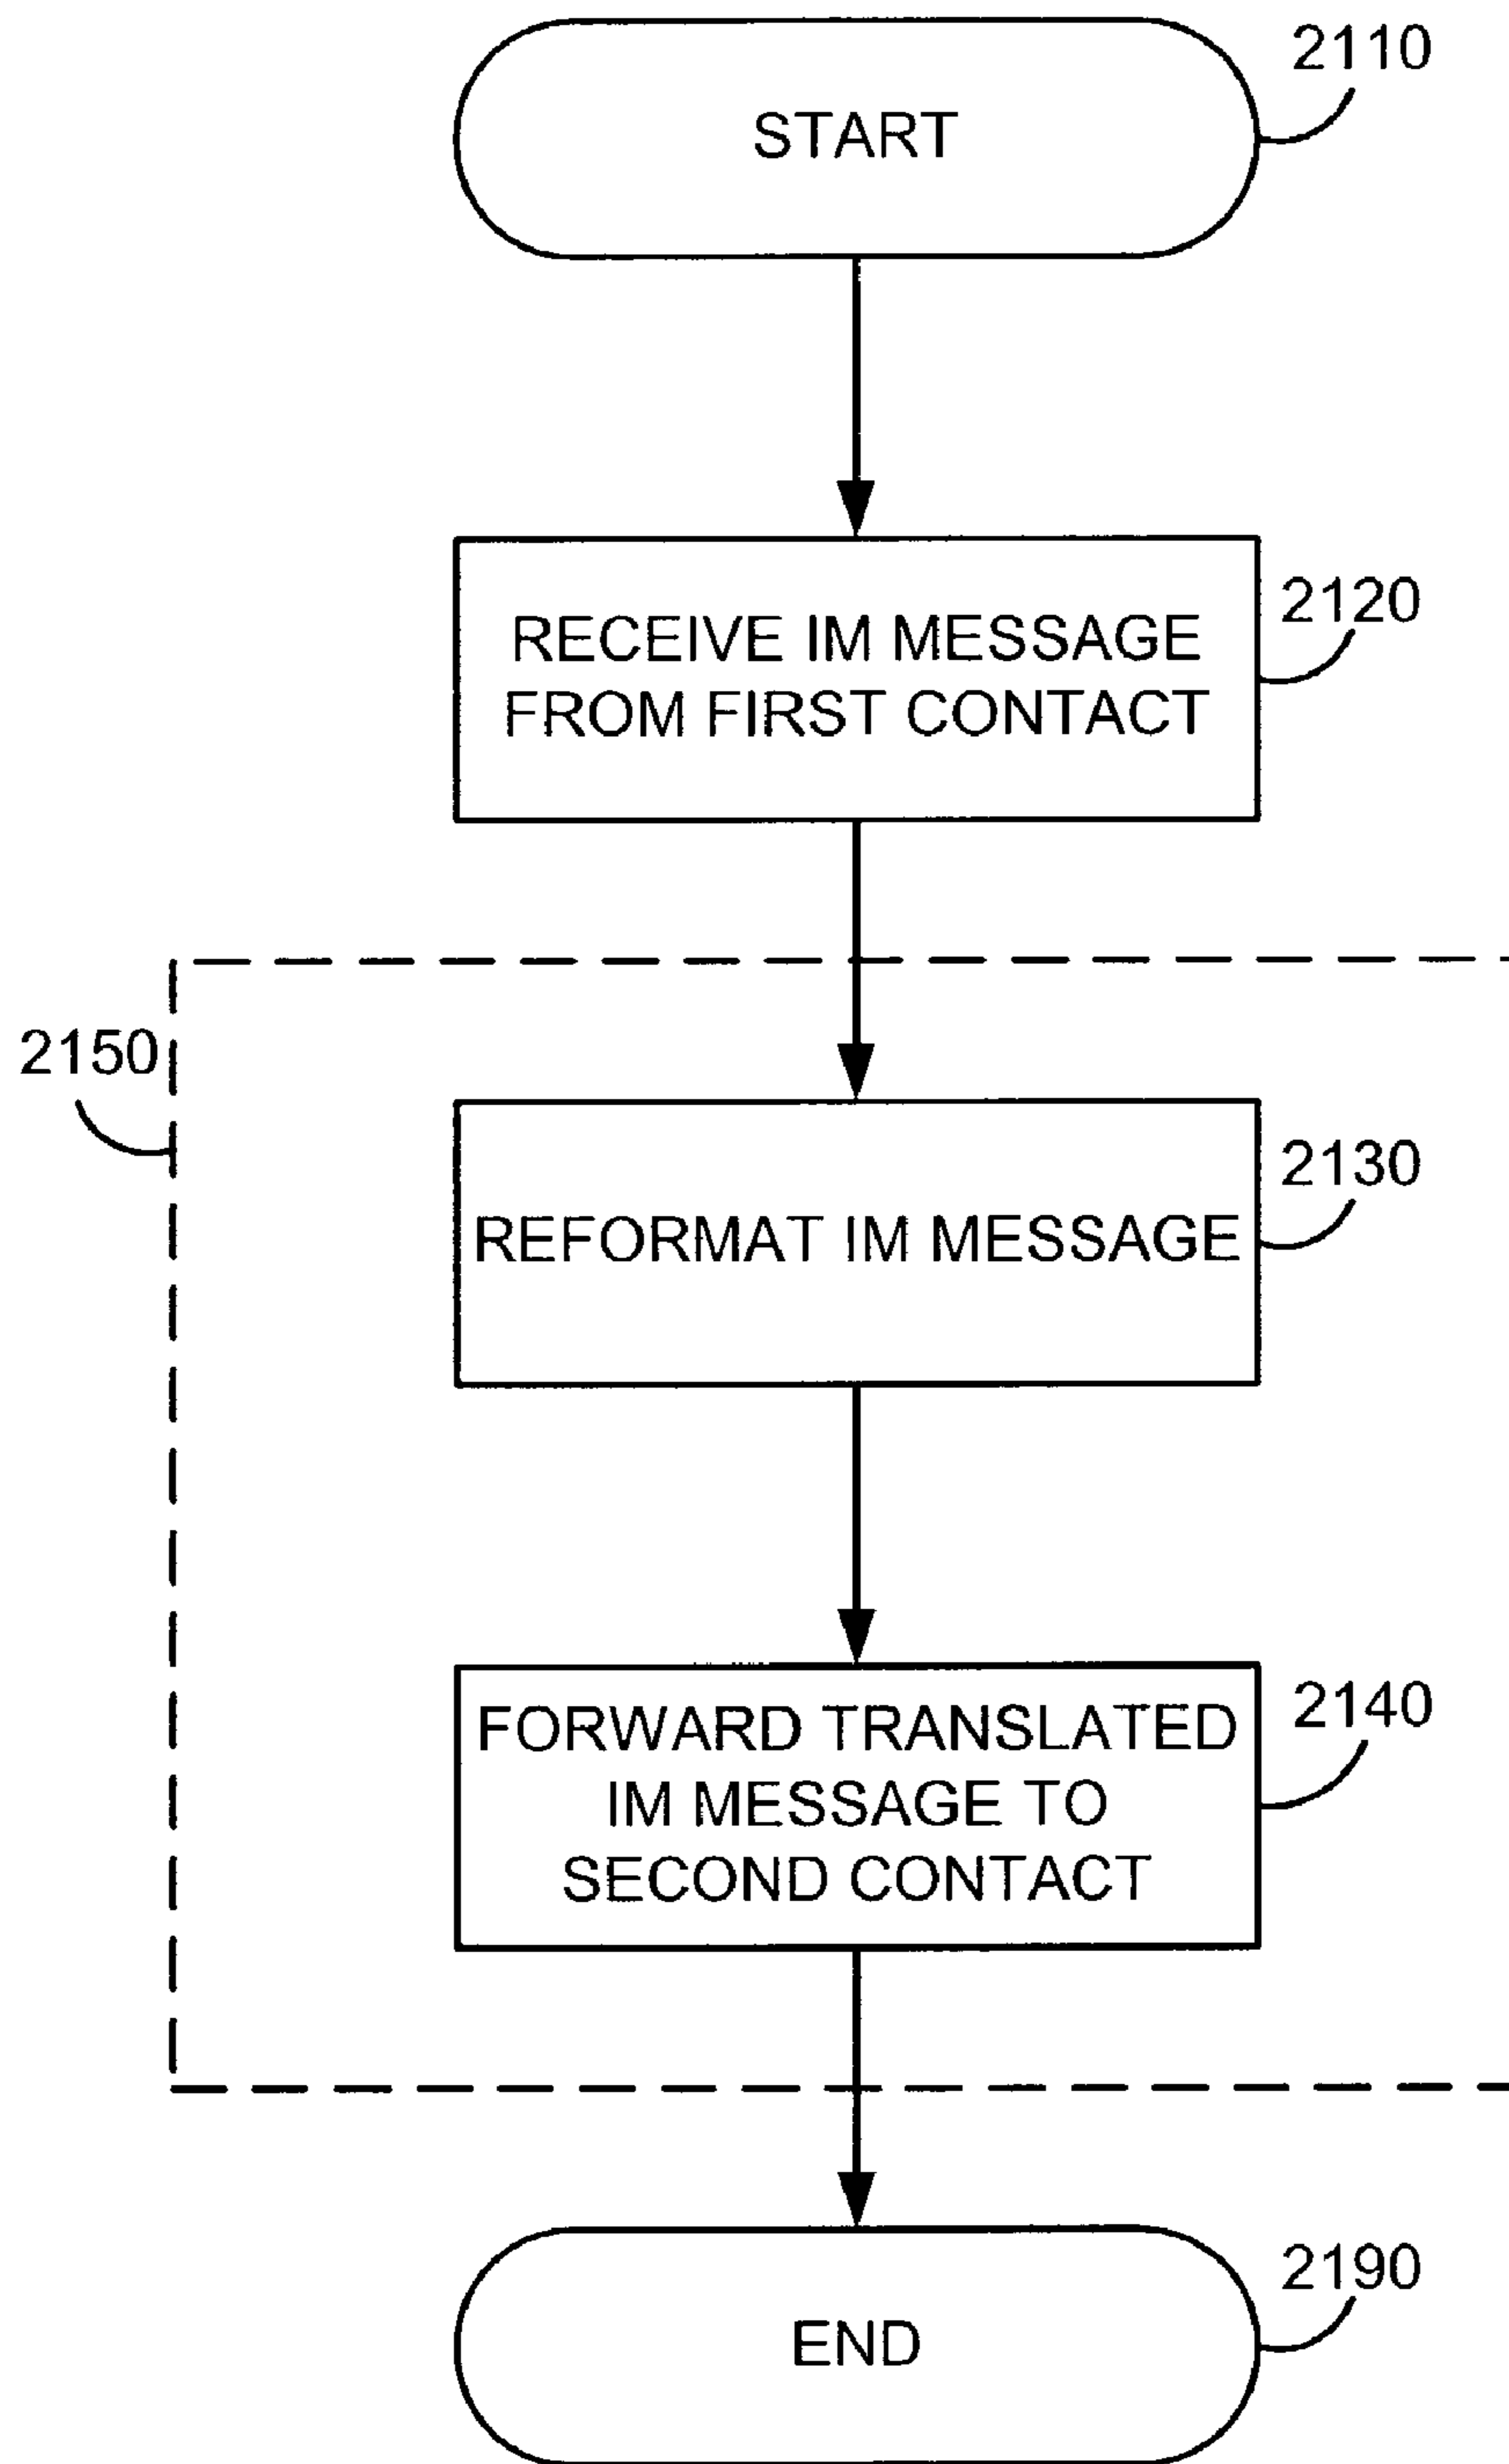 2110
START
2120
RECEIVE IM MESSAGE
FROM FIRST CONTACT
2150
2130
REFORMAT IM MESSAGE
2140
FORWARD TRANSLATED
IM MESSAGE TO
SECOND CONTACT
2190
END